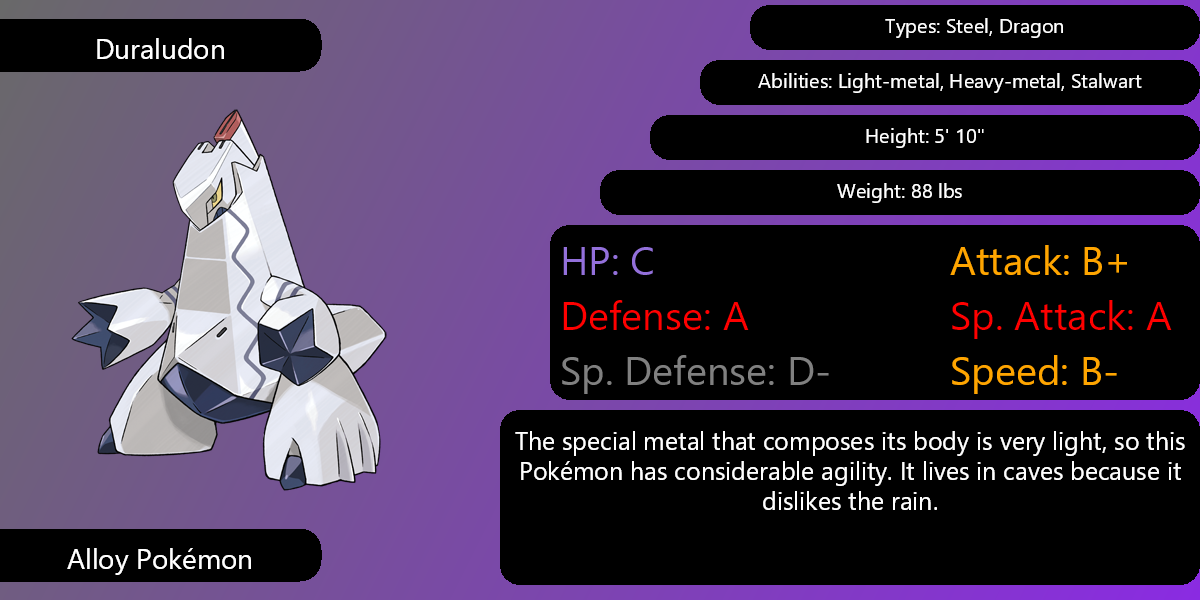 Duraludon
Types: Steel, Dragon
Abilities: Light-metal, Heavy-metal, Stalwart
Height: 5' 10"
Weight: 88 lbs
HP: C
Attack: B+
Defense: A
Sp. Attack: A
Sp. Defense: D-
Speed: B-
The special metal that composes its body is very light, so this
Pokémon has considerable agility. It lives in caves because it
dislikes the rain.
Alloy Pokémon